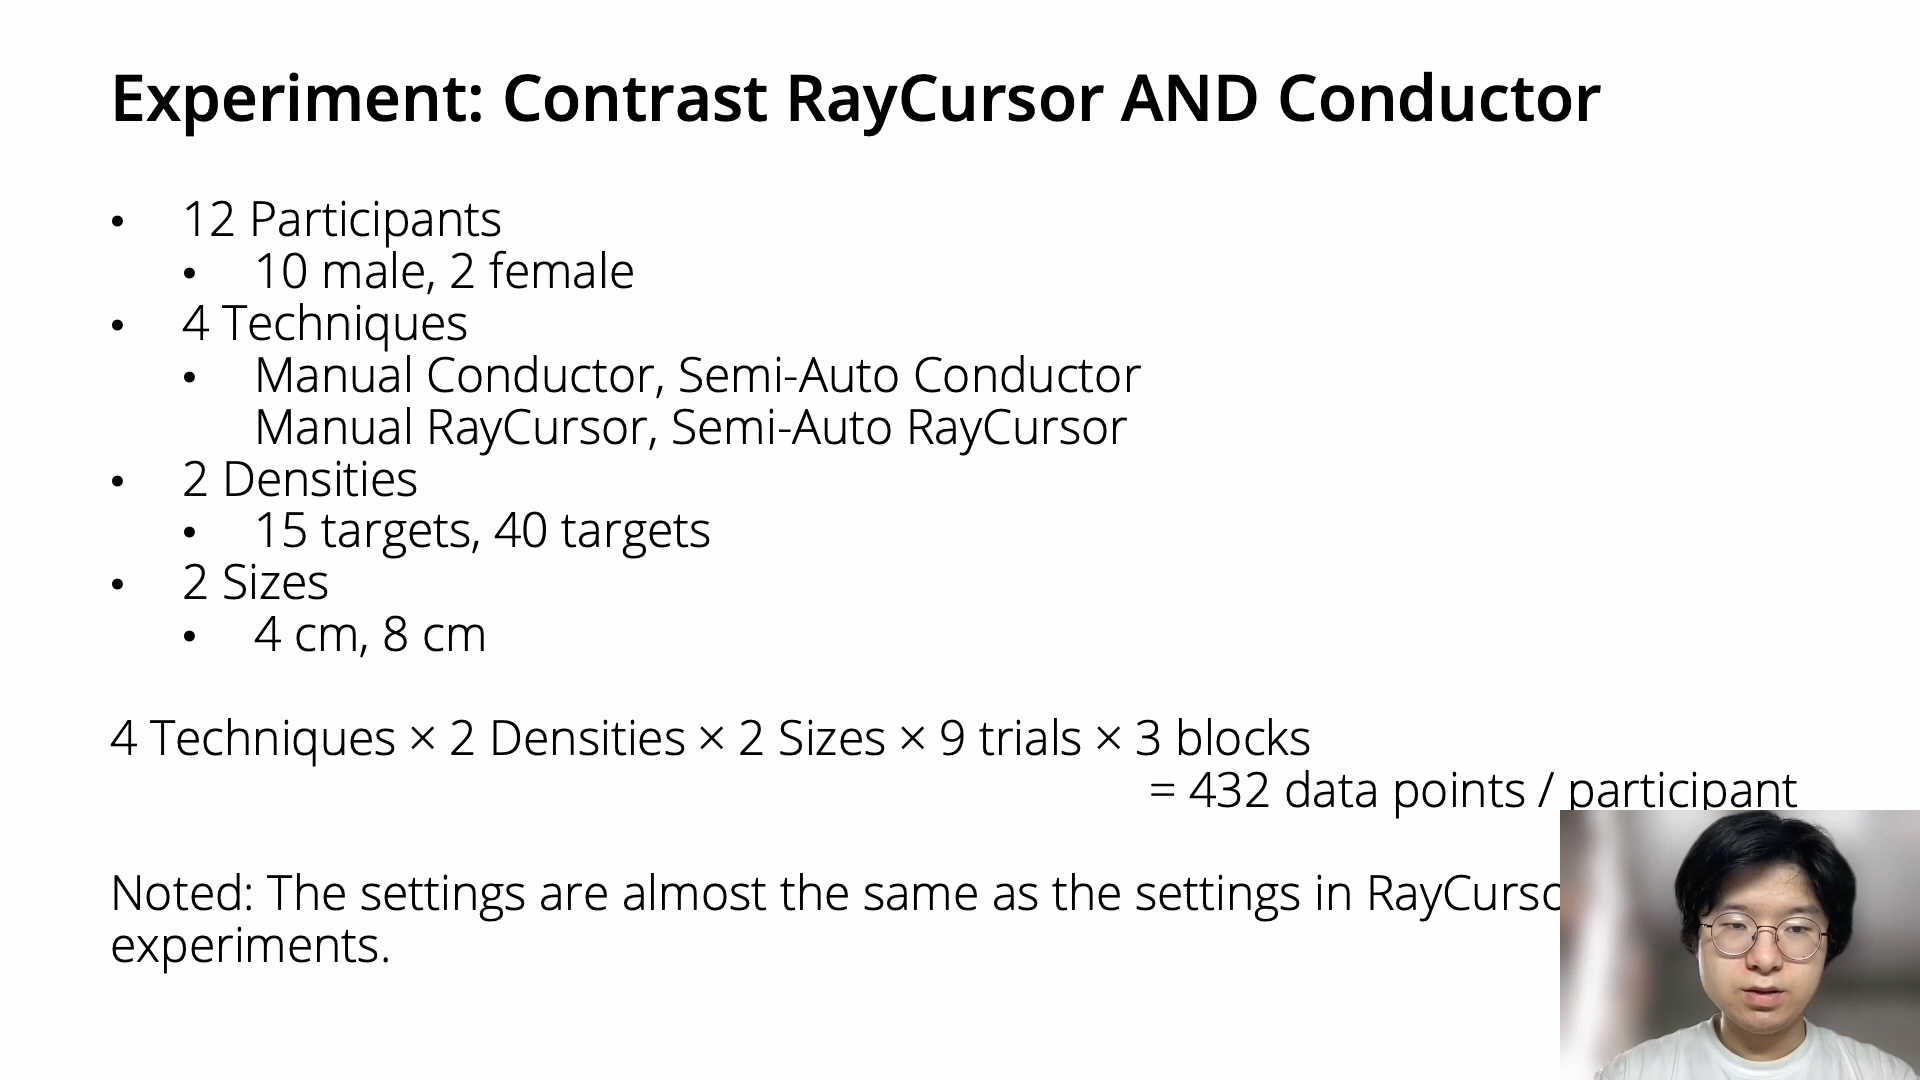 Experiment: Contrast RayCursor AND Conductor
• 12 Participants
• 10 male, 2 female
• 4 Techniques
• Manual Conductor, Semi-Auto Conductor
Manual RayCursor, Semi-Auto RayCursor
• 2 Densities
• 15 targets, 40 targets
• 2 Sizes
• 4 cm, 8 cm
4 Techniques × 2 Densities × 2 Sizes × 9 trials × 3 blocks
= 432 data points / participant
Noted: The settings are almost the same as the settings in
experiments.